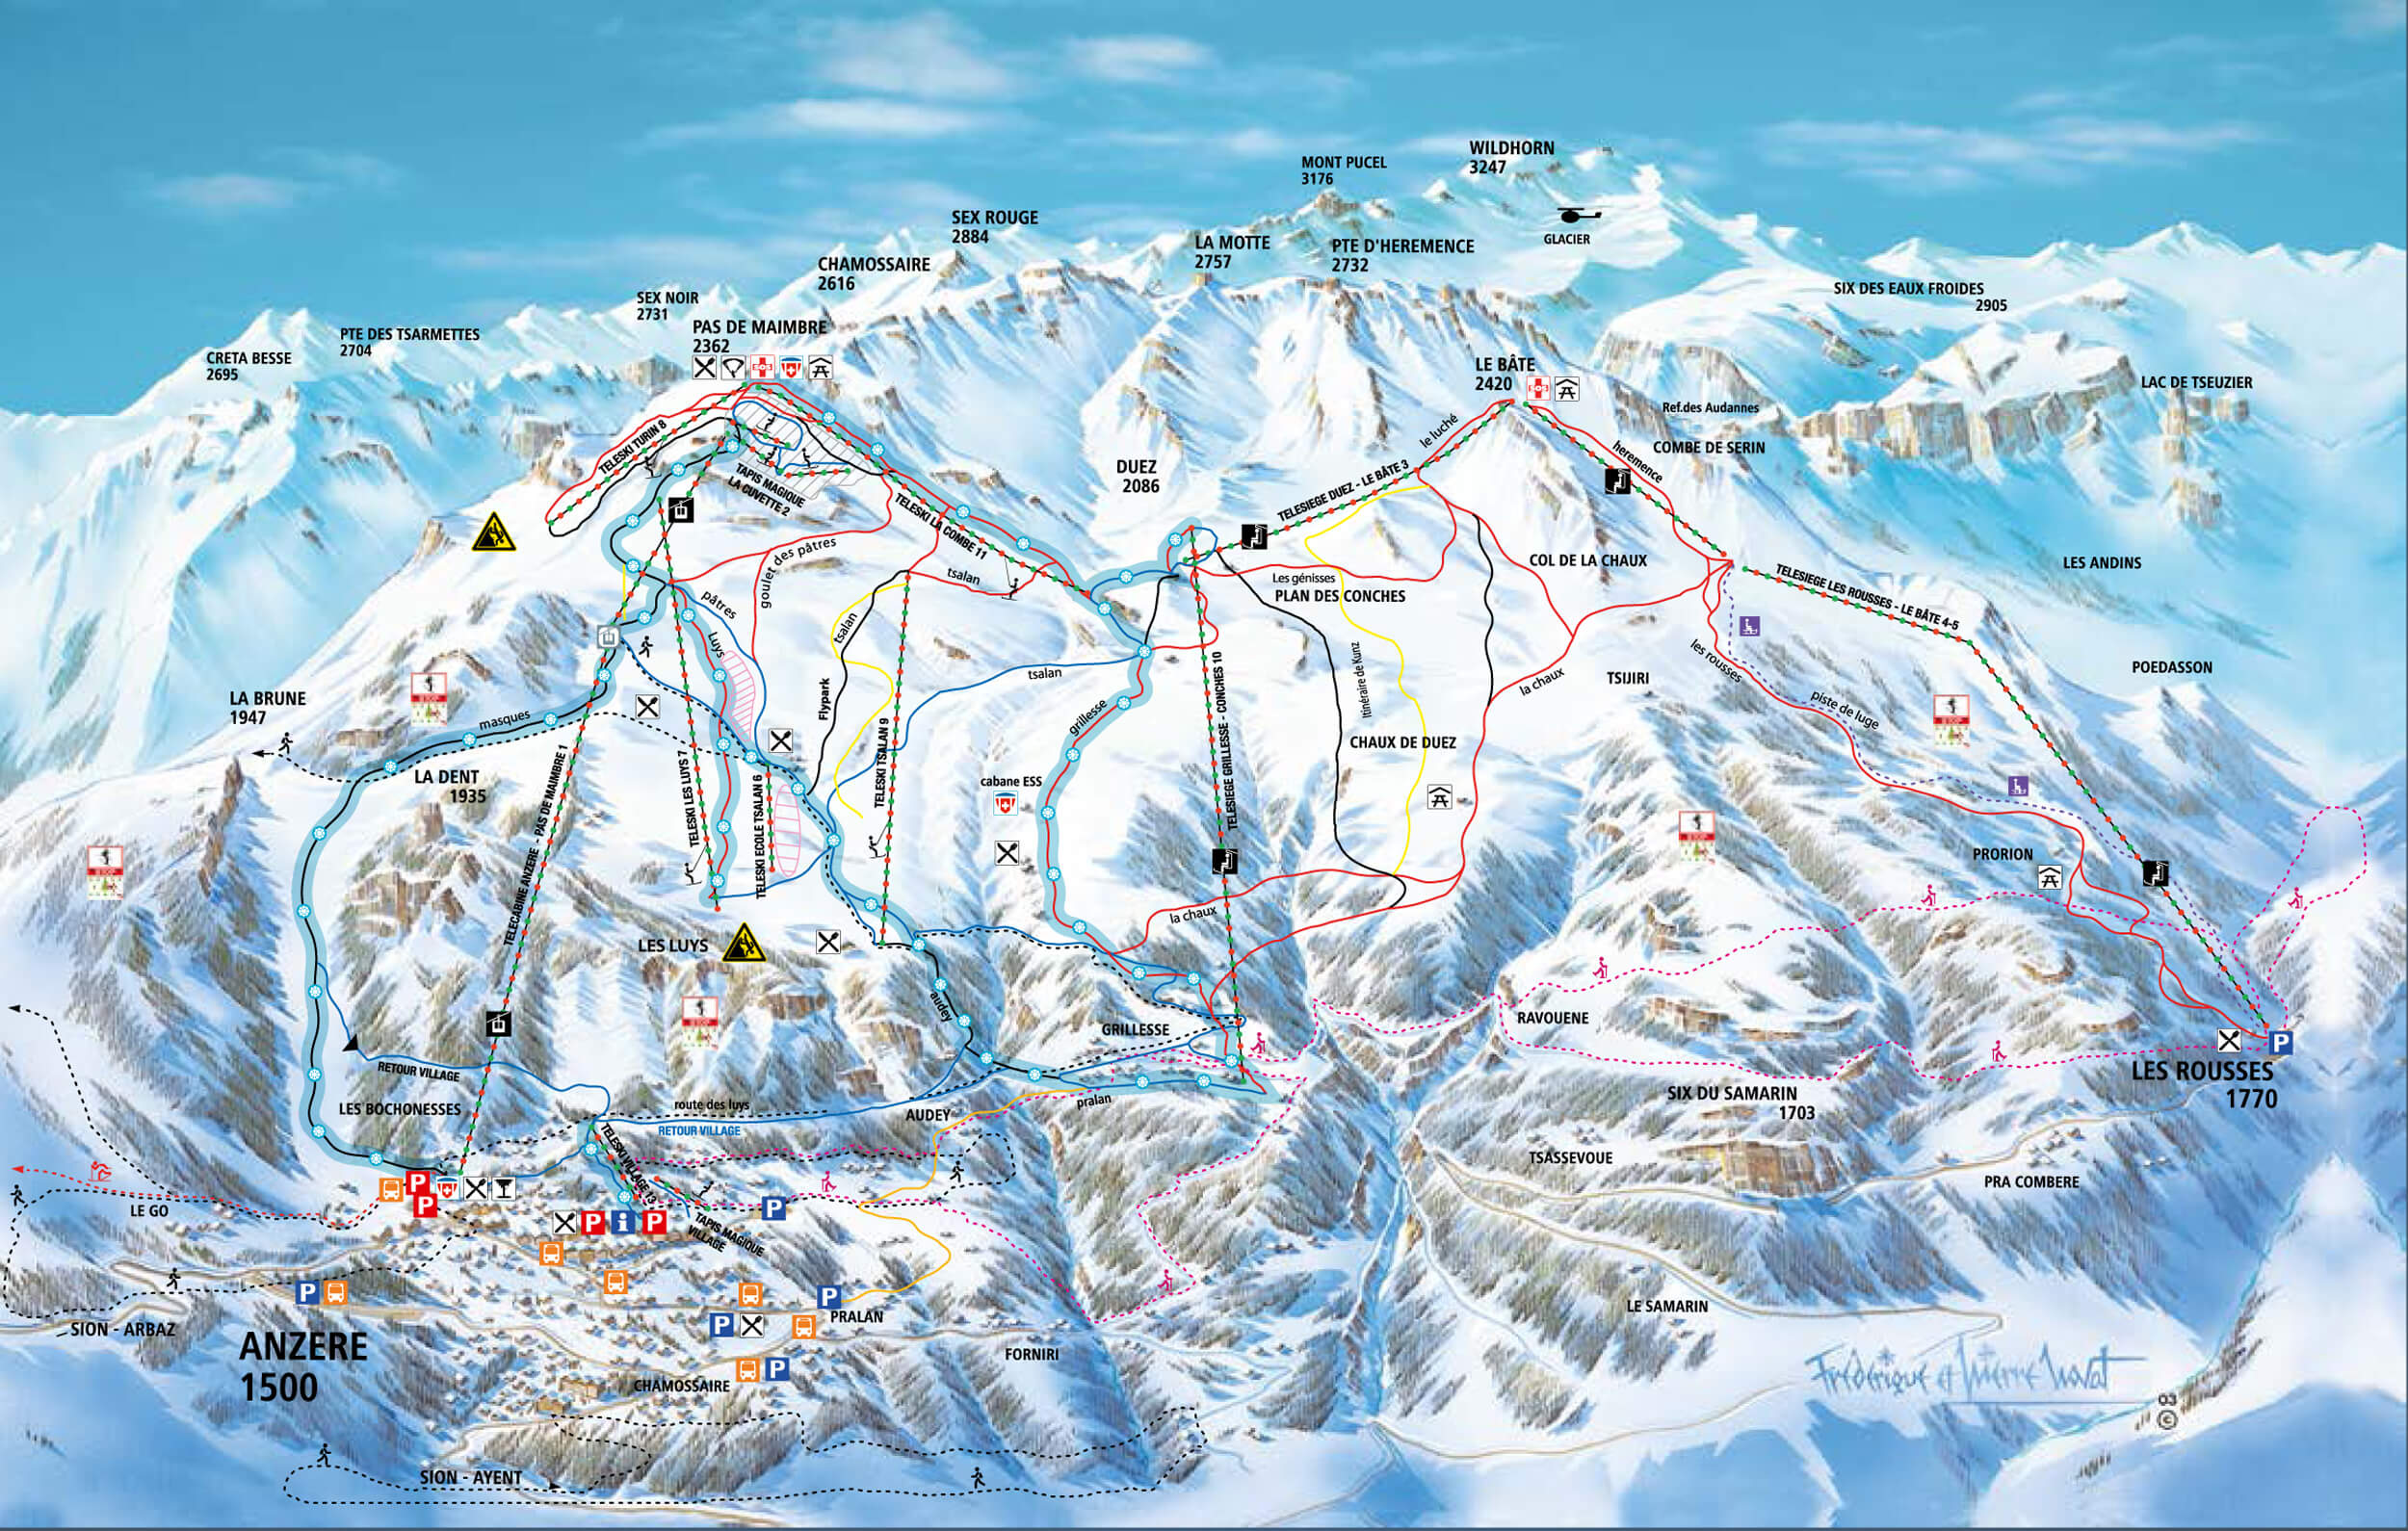 WILDHORN
3247
MONT PUCEL
3176
SEX ROUGE
2884
GLACIER
LA MOTTE
2757
PTE D'HEREMENCE
2732
CHAMOSSAIRE
2616
SIX DES EAUX FROIDES
2905
SEX NOIR
2731
PAS DE MAIMBRE
2362
PTE DES TSARMETTES
2704
CRETA BESSE
2695
SOS
LE BÂTE
2420
SOS
LAC DE TSEUZIER
Ref.des Audannes
COMBE DE SERIN
TELESKI TURIN 8
le luché
heremence
DUEZ
2086
TELESIEGE DUEZ - LE BÂTE 3
TAPIS MAGIQUE
LA CUVETTE 2
TELESKI LA COMBE 11
goulet des pâtres
tsalan
COL DE LA CHAUX
LES ANDINS
TELESIEGE LES ROUSSES - LE BÂTE 4-5
Les génisses
PLAN DES CONCHES
pâtres
Luys
tsalan
tsalan
Itinéraire de Kunz
la chaux
TSIJIRI
les rousses
piste de luge
POEDASSON
LA BRUNE
1947
STOP
masques
Flypark
grillesse
TELESIEGE GRILLESSE - CONCHES 10
CHAUX DE DUEZ
STOP
LA DENT
1935
TELECABINE ANZERE - PAS DE MAIMBRE 1
TELESKI LES LUYS 7
TELESKI ECOLE TSALAN 6
TELESKI TSALAN 9
cabane ESS
STOP
STOP
PRORION
la chaux
LES LUYS
STOP
audey
GRILLESSE
RAVOUENE
P
LES ROUSSES
1770
RETOUR VILLAGE
LES BOCHONESSES
route des luys
RETOUR VILLAGE
AUDEY
pralan
SIX DU SAMARIN
1703
TSASSEVOUE
PRA COMBERE
TELESKI VILLAGE 13
TAPIS MAGIQUE
VILLAGE
P
P
P
i
P
P
LE GO
P
P
PRALAN
P
P
SION - ARBAZ
ANZERE
1500
CHAMOSSAIRE
FORNIRI
LE SAMARIN
SION - AYENT
©